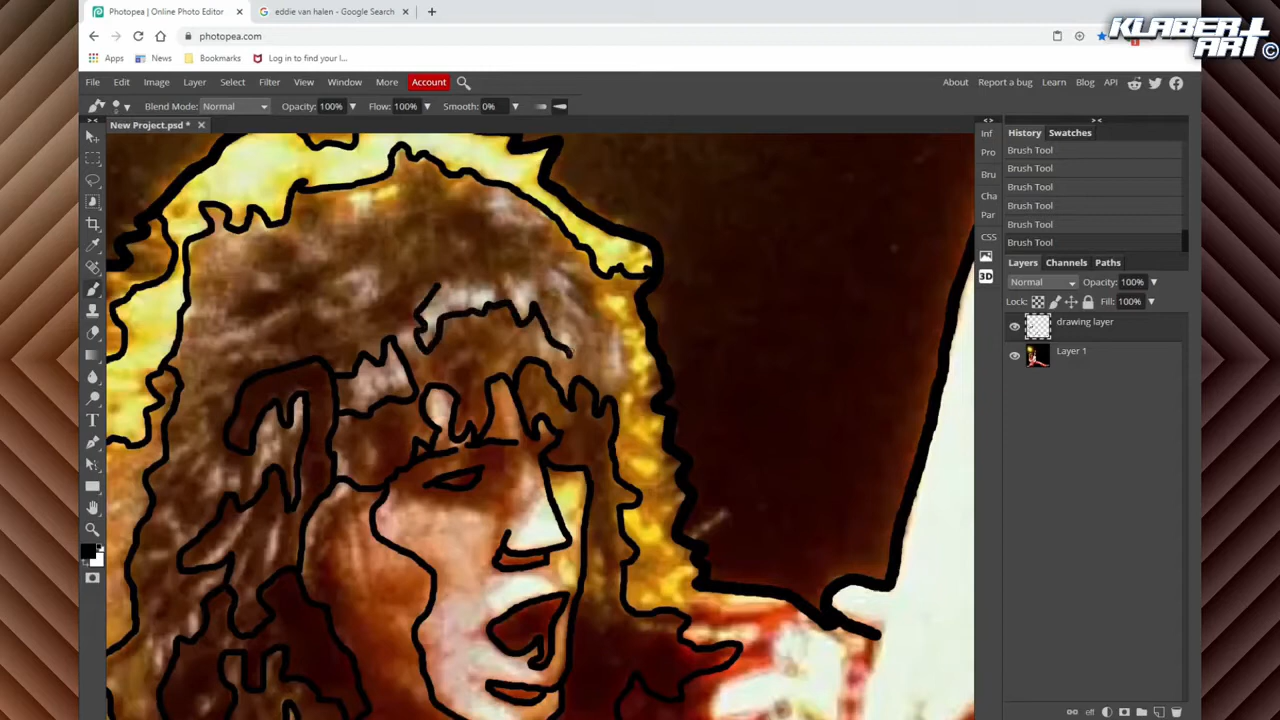 Photopea | Online Photo Editor
eddie van halen - Google Search
KLABERT ART ©
photopea.com
Apps News Bookmarks Log in to find your l...
File Edit Image Layer Select Filter View Window More Account
About Report a bug Learn Blog API
Blend Mode: Normal Opacity: 100% Flow: 100% Smooth: 0%
New Project.psd *
Inf
Pro
Bru
Cha
Par
CSS
3D
History Swatches
Brush Tool
Brush Tool
Brush Tool
Brush Tool
Brush Tool
Brush Tool
Layers Channels Paths
Normal Opacity: 100%
Lock: Fill: 100%
drawing layer
Layer 1
eff